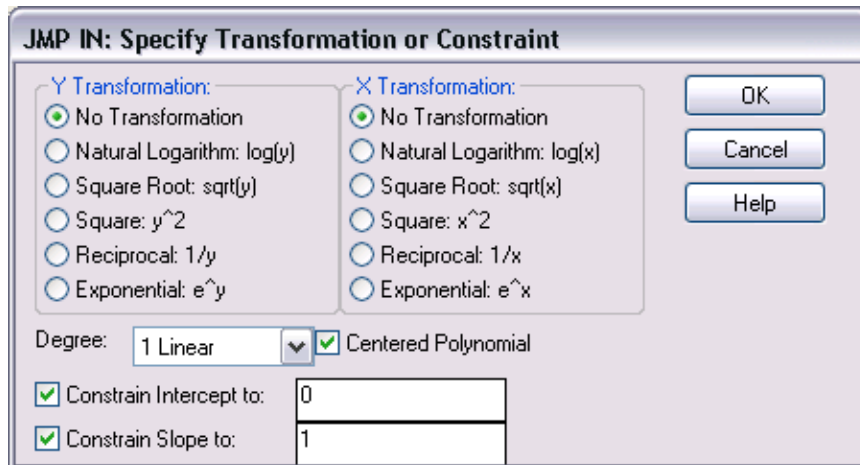 JMP IN: Specify Transformation or Constraint
Y Transformation:
No Transformation
Natural Logarithm: log(y)
Square Root: sqrt(y)
Square: y^2
Reciprocal: 1/y
Exponential: e^y
X Transformation:
No Transformation
Natural Logarithm: log(x)
Square Root: sqrt(x)
Square: x^2
Reciprocal: 1/x
Exponential: e^x
OK
Cancel
Help
Degree: 1 Linear Centered Polynomial
Constrain Intercept to: 0
Constrain Slope to: 1